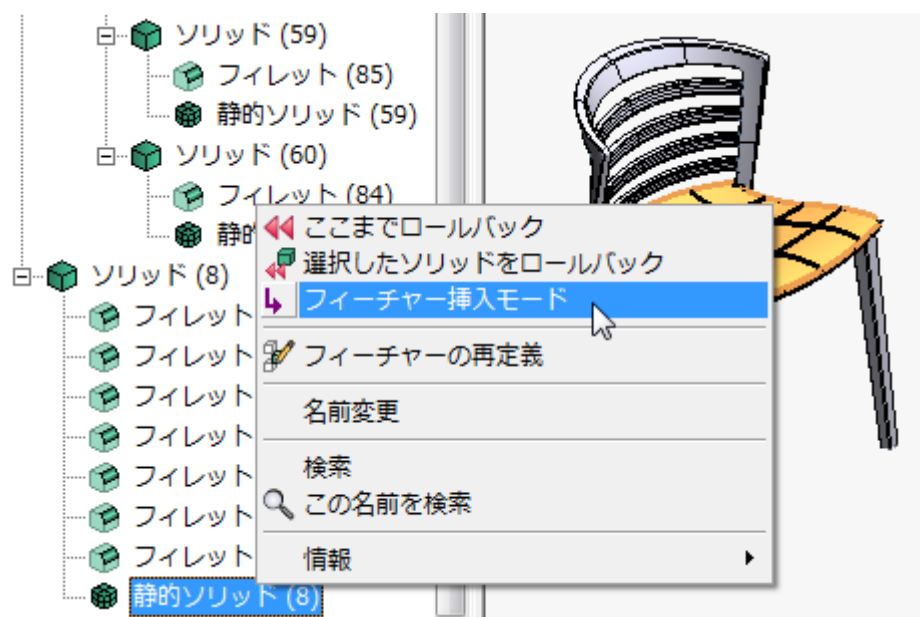 ソリッド (59)
フィレット (85)
静的ソリッド (59)
ソリッド (60)
フィレット (84)
静的
ソリッド (8)
フィレット
フィレット
フィレット
フィレット
フィレット
フィレット
フィレット
静的ソリッド (8)
ここまでロールバック
選択したソリッドをロールバック
フィーチャー挿入モード
フィーチャーの再定義
名前変更
検索
この名前を検索
情報